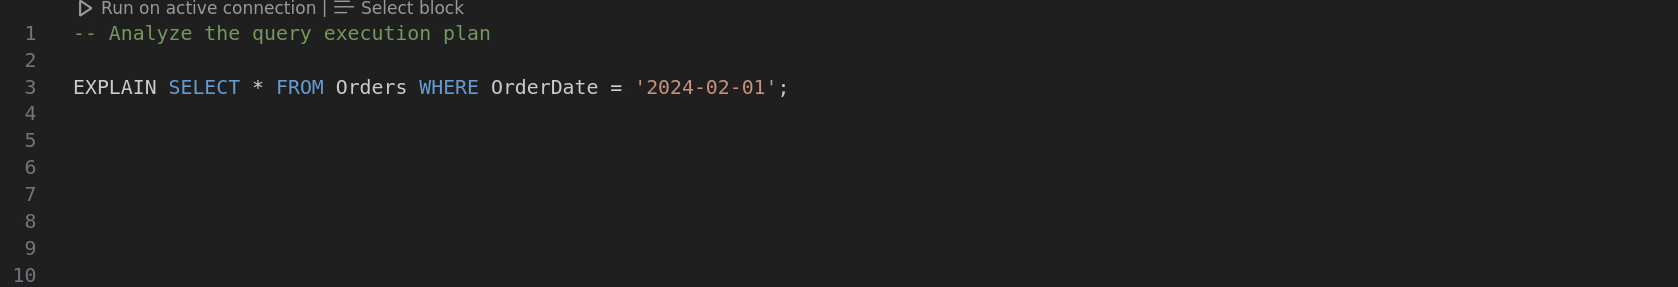 Run on active connection | Select block
1 -- Analyze the query execution plan
2
3 EXPLAIN SELECT * FROM Orders WHERE OrderDate = '2024-02-01';
4
5
6
7
8
9
10